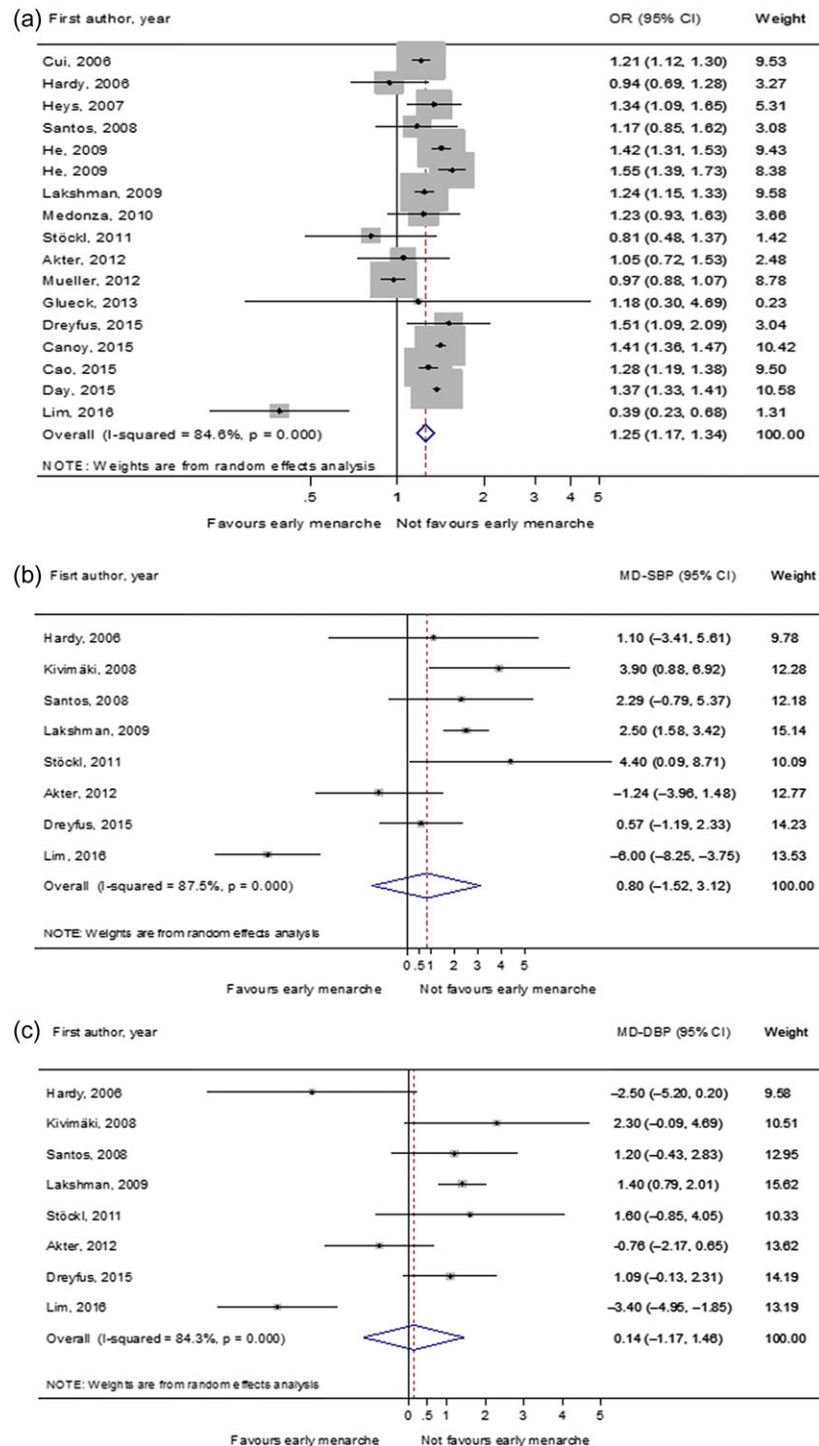 (a) First author, year OR (95% CI) Weight
Cui, 2006 1.21 (1.12, 1.30) 9.53
Hardy, 2006 0.94 (0.69, 1.28) 3.27
Heys, 2007 1.34 (1.09, 1.65) 5.31
Santos, 2008 1.17 (0.85, 1.62) 3.08
He, 2009 1.42 (1.31, 1.53) 9.43
He, 2009 1.55 (1.39, 1.73) 8.38
Lakshman, 2009 1.24 (1.15, 1.33) 9.58
Medonza, 2010 1.23 (0.93, 1.63) 3.66
Stöckl, 2011 0.81 (0.48, 1.37) 1.42
Akter, 2012 1.05 (0.72, 1.53) 2.48
Mueller, 2012 0.97 (0.88, 1.07) 8.78
Glueck, 2013 1.18 (0.30, 4.69) 0.23
Dreyfus, 2015 1.51 (1.09, 2.09) 3.04
Canoy, 2015 1.41 (1.36, 1.47) 10.42
Cao, 2015 1.28 (1.19, 1.38) 9.50
Day, 2015 1.37 (1.33, 1.41) 10.58
Lim, 2016 0.39 (0.23, 0.68) 1.31
Overall (I-squared = 84.6%, p = 0.000) 1.25 (1.17, 1.34) 100.00
NOTE: Weights are from random effects analysis
.5 1 2 3 4 5
Favours early menarche Not favours early menarche
(b) Fisrt author, year MD-SBP (95% CI) Weight
Hardy, 2006 1.10 (−3.41, 5.61) 9.78
Kivimäki, 2008 3.90 (0.88, 6.92) 12.28
Santos, 2008 2.29 (−0.79, 5.37) 12.18
Lakshman, 2009 2.50 (1.58, 3.42) 15.14
Stöckl, 2011 4.40 (0.09, 8.71) 10.09
Akter, 2012 −1.24 (−3.96, 1.48) 12.77
Dreyfus, 2015 0.57 (−1.19, 2.33) 14.23
Lim, 2016 −6.00 (−8.25, −3.75) 13.53
Overall (I-squared = 87.5%, p = 0.000) 0.80 (−1.52, 3.12) 100.00
NOTE: Weights are from random effects analysis
0 .5 1 2 3 4 5
Favours early menarche Not favours early menarche
(c) First author, year MD-DBP (95% CI) Weight
Hardy, 2006 −2.50 (−5.20, 0.20) 9.58
Kivimäki, 2008 2.30 (−0.09, 4.69) 10.51
Santos, 2008 1.20 (−0.43, 2.83) 12.95
Lakshman, 2009 1.40 (0.79, 2.01) 15.62
Stöckl, 2011 1.60 (−0.85, 4.05) 10.33
Akter, 2012 -0.76 (−2.17, 0.65) 13.62
Dreyfus, 2015 1.09 (−0.13, 2.31) 14.19
Lim, 2016 −3.40 (−4.95, −1.85) 13.19
Overall (I-squared = 84.3%, p = 0.000) 0.14 (−1.17, 1.46) 100.00
NOTE: Weights are from random effects analysis
0 .5 1 2 3 4 5
Favours early menarche Not favours early menarche